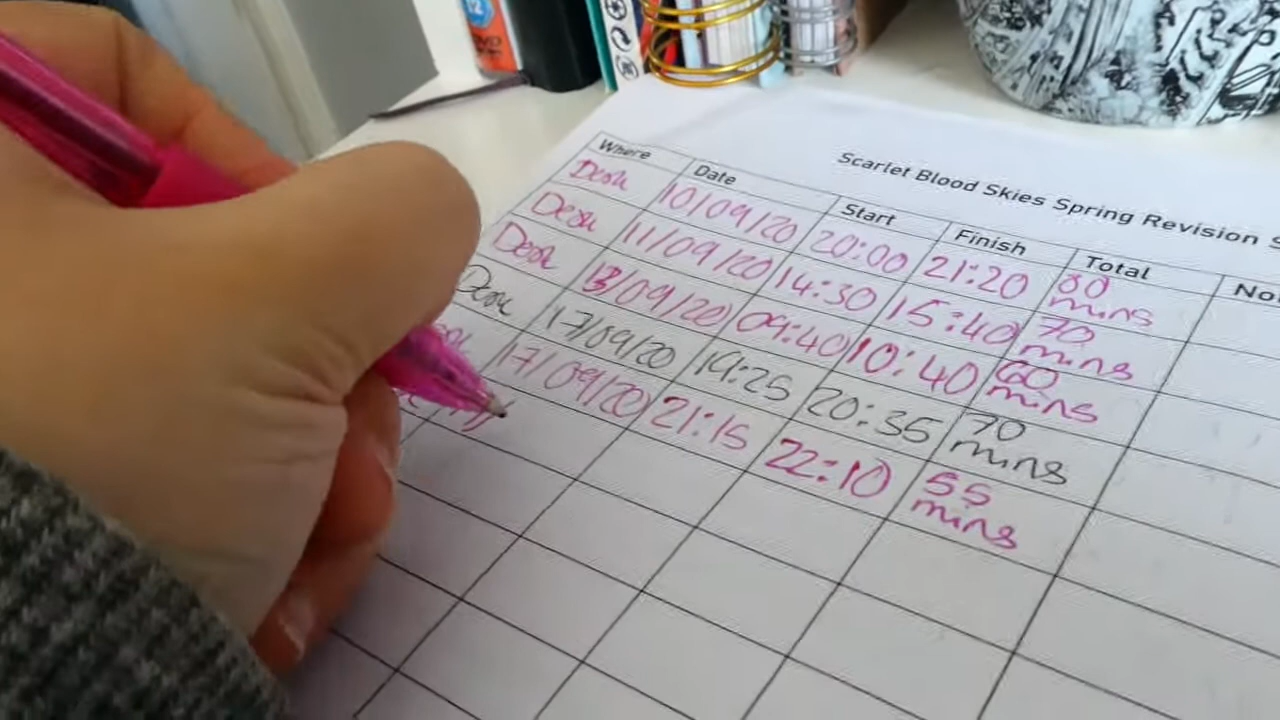 Scarlet Blood Skies Spring Revision S
Where Date Start Finish Total No
Desk 10/09/20 20:00 21:20 80 mins
Desk 11/09/20 14:30 15:40 70 mins
Desk 13/09/20 09:40 10:40 60 mins
Desk 17/09/20 19:25 20:35 70 mins
17/09/20 21:15 22:10 55 mins